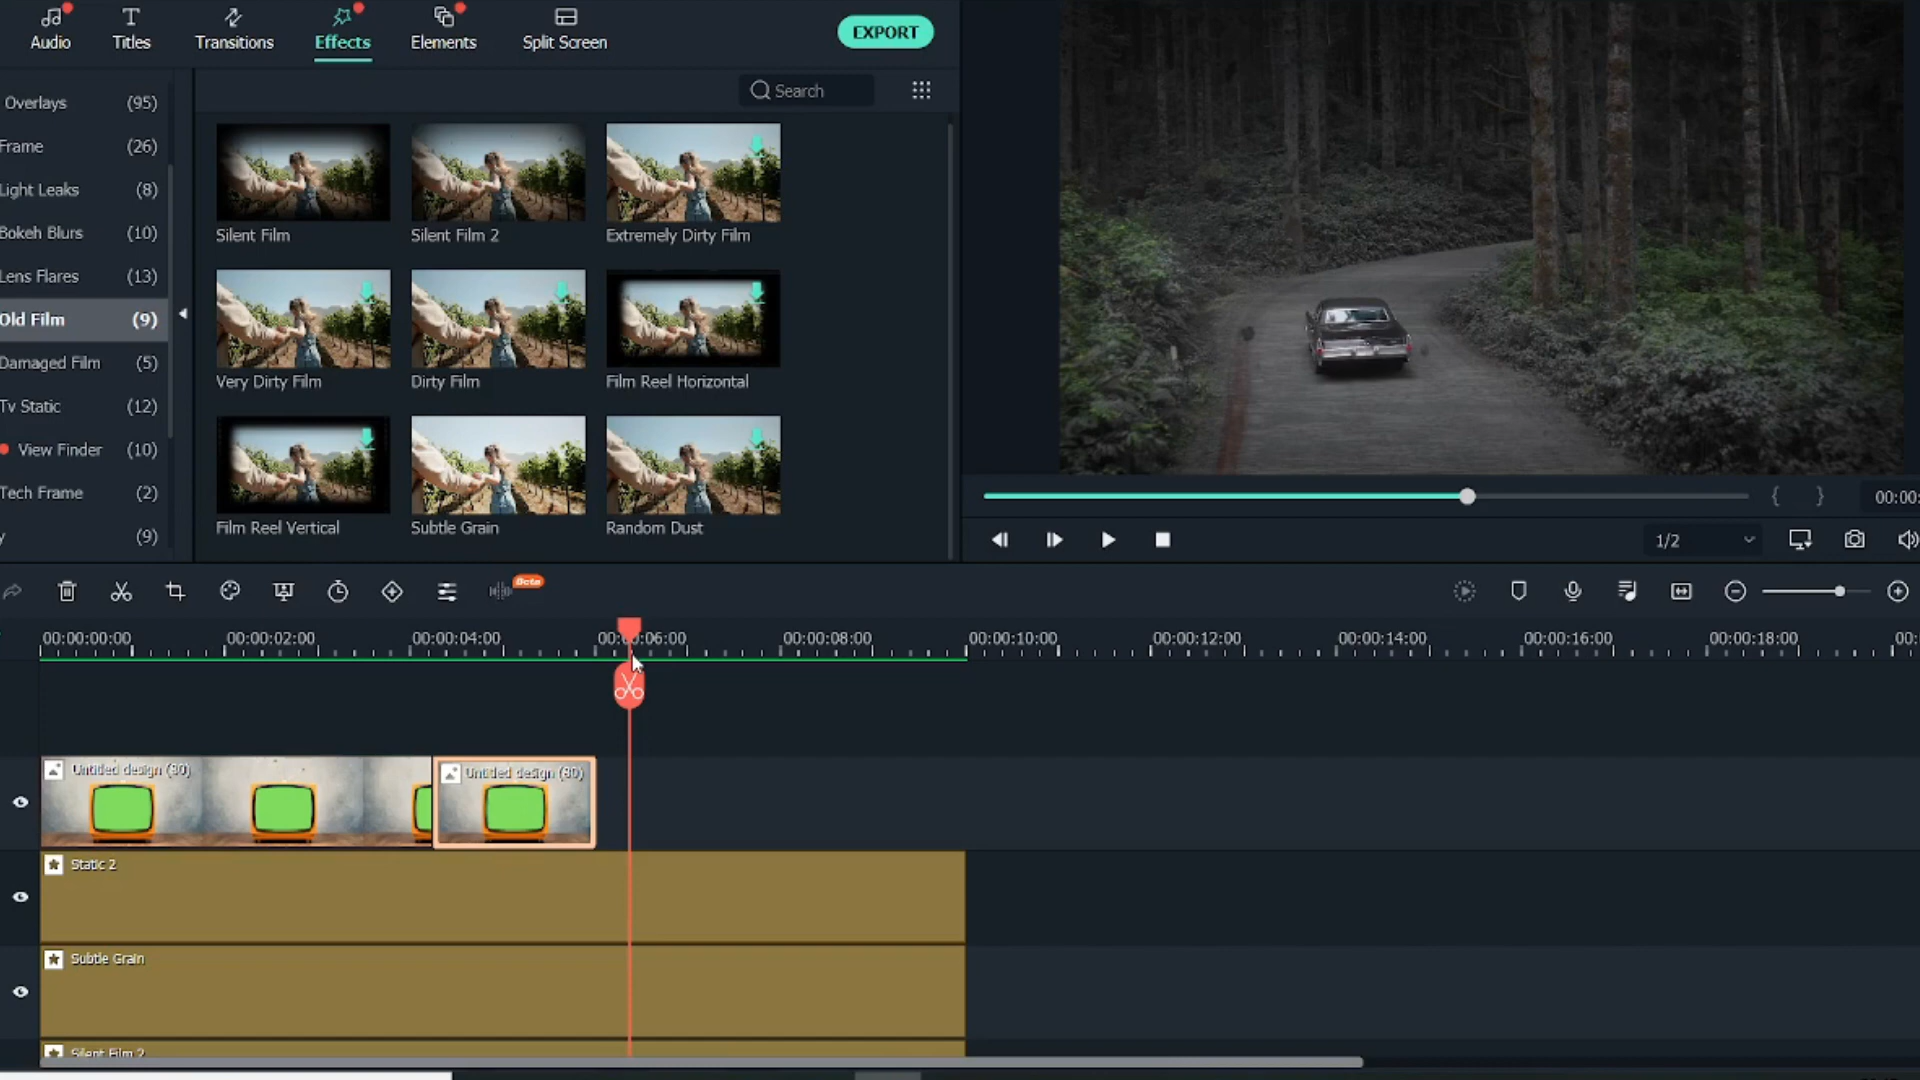 Audio
Titles
Transitions
Effects
Elements
Split Screen
EXPORT
Search
Overlays (95)
Frame (26)
Light Leaks (8)
Bokeh Blurs (10)
Lens Flares (13)
Old Film (9)
Damaged Film (5)
Tv Static (12)
View Finder (10)
Tech Frame (2)
y (9)
Silent Film
Silent Film 2
Extremely Dirty Film
Very Dirty Film
Dirty Film
Film Reel Horizontal
Film Reel Vertical
Subtle Grain
Random Dust
{ }
00:00:
1/2
Beta
00:00:00:00
00:00:02:00
00:00:04:00
00:00:06:00
00:00:08:00
00:00:10:00
00:00:12:00
00:00:14:00
00:00:16:00
00:00:18:00
00:
Untitled design (80)
Untitled design (80)
Static 2
Subtle Grain
Silent Film 2